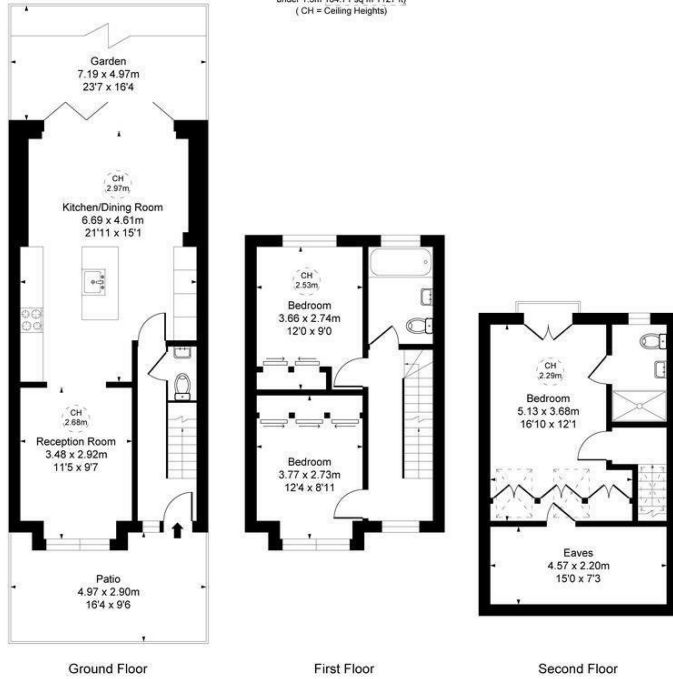 ( CH = Ceiling Heights)
Garden
7.19 x 4.97m
23'7 x 16'4
CH
2.97m
Kitchen/Dining Room
6.69 x 4.61m
21'11 x 15'1
CH
2.68m
Reception Room
3.48 x 2.92m
11'5 x 9'7
Patio
4.97 x 2.90m
16'4 x 9'6
Ground Floor
CH
2.53m
Bedroom
3.66 x 2.74m
12'0 x 9'0
Bedroom
3.77 x 2.73m
12'4 x 8'11
First Floor
CH
2.29m
Bedroom
5.13 x 3.68m
16'10 x 12'1
Eaves
4.57 x 2.20m
15'0 x 7'3
Second Floor